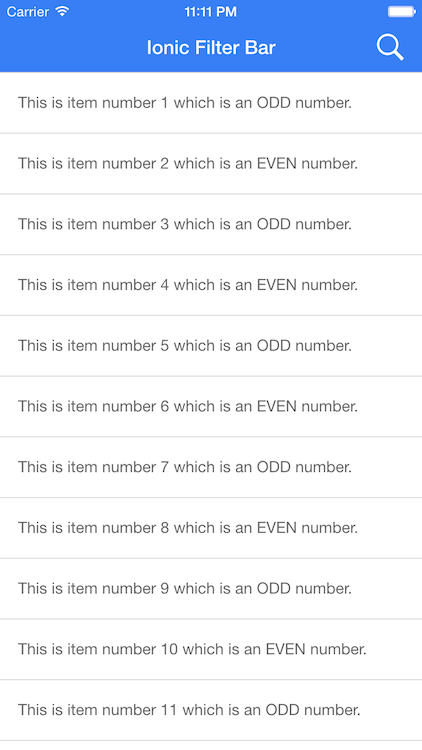 Carrier 11:11 PM
Ionic Filter Bar
This is item number 1 which is an ODD number.
This is item number 2 which is an EVEN number.
This is item number 3 which is an ODD number.
This is item number 4 which is an EVEN number.
This is item number 5 which is an ODD number.
This is item number 6 which is an EVEN number.
This is item number 7 which is an ODD number.
This is item number 8 which is an EVEN number.
This is item number 9 which is an ODD number.
This is item number 10 which is an EVEN number.
This is item number 11 which is an ODD number.